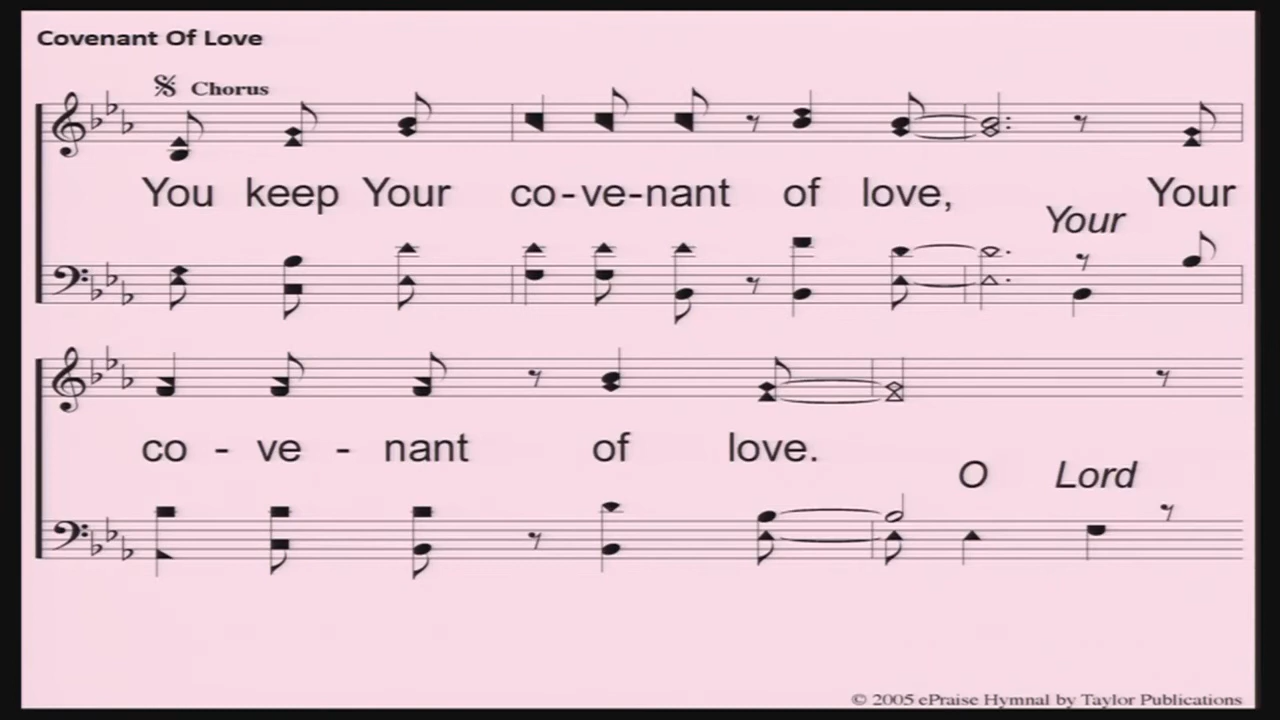 Covenant Of Love
Chorus
You keep Your co-ve-nant of love, Your
Your
co - ve - nant of love.
O Lord
© 2005 ePraise Hymnal by Taylor Publications